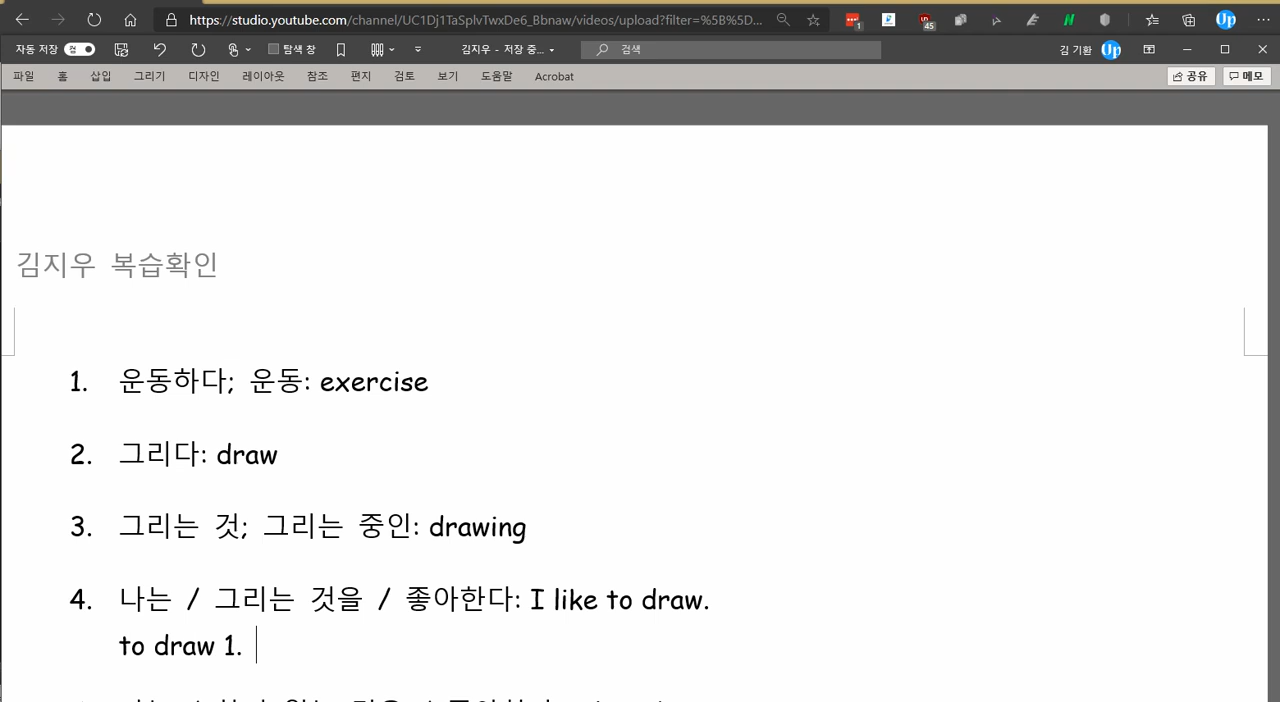 https://studio.youtube.com/channel/UC1Dj1TaSplvTwxDe6_Bbnaw/videos/upload?filter=%5B%5D...
1
45
Up
자동 저장 켬 탐색 창 김지우 - 저장 중... 검색 김 기환 Up
파일 홈 삽입 그리기 디자인 레이아웃 참조 편지 검토 보기 도움말 Acrobat 공유 메모
김지우 복습확인
1. 운동하다; 운동: exercise
2. 그리다: draw
3. 그리는 것; 그리는 중인: drawing
4. 나는 / 그리는 것을 / 좋아한다: I like to draw.
to draw 1.